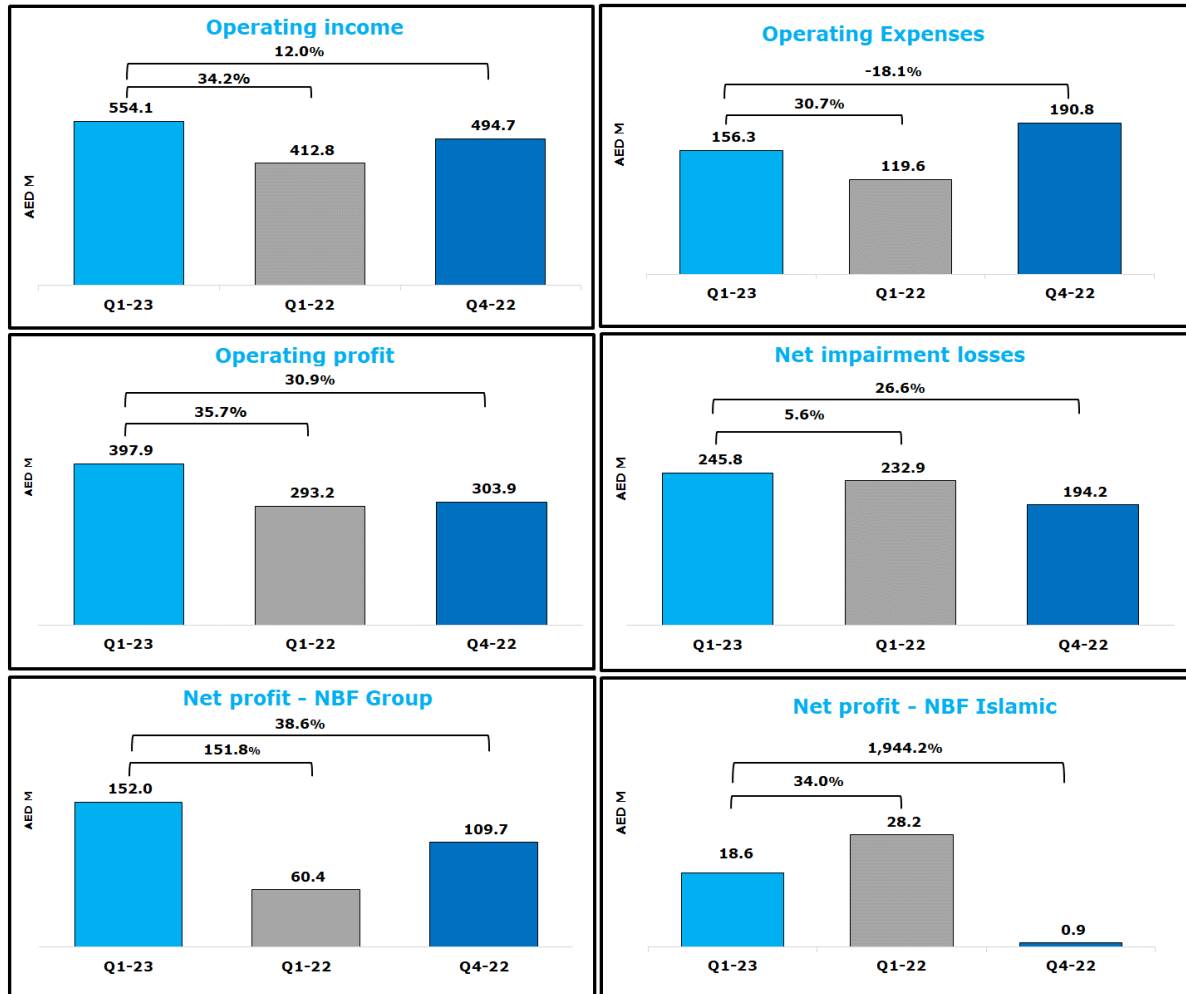 Operating income
12.0%
34.2%
554.1
412.8
494.7
AED M
Q1-23 Q1-22 Q4-22
Operating Expenses
-18.1%
30.7%
156.3
119.6
190.8
AED M
Q1-23 Q1-22 Q4-22
Operating profit
30.9%
35.7%
397.9
293.2
303.9
AED M
Q1-23 Q1-22 Q4-22
Net impairment losses
26.6%
5.6%
245.8
232.9
194.2
AED M
Q1-23 Q1-22 Q4-22
Net profit – NBF Group
38.6%
151.8%
152.0
60.4
109.7
AED M
Q1-23 Q1-22 Q4-22
Net profit – NBF Islamic
1,944.2%
34.0%
18.6
28.2
0.9
AED M
Q1-23 Q1-22 Q4-22